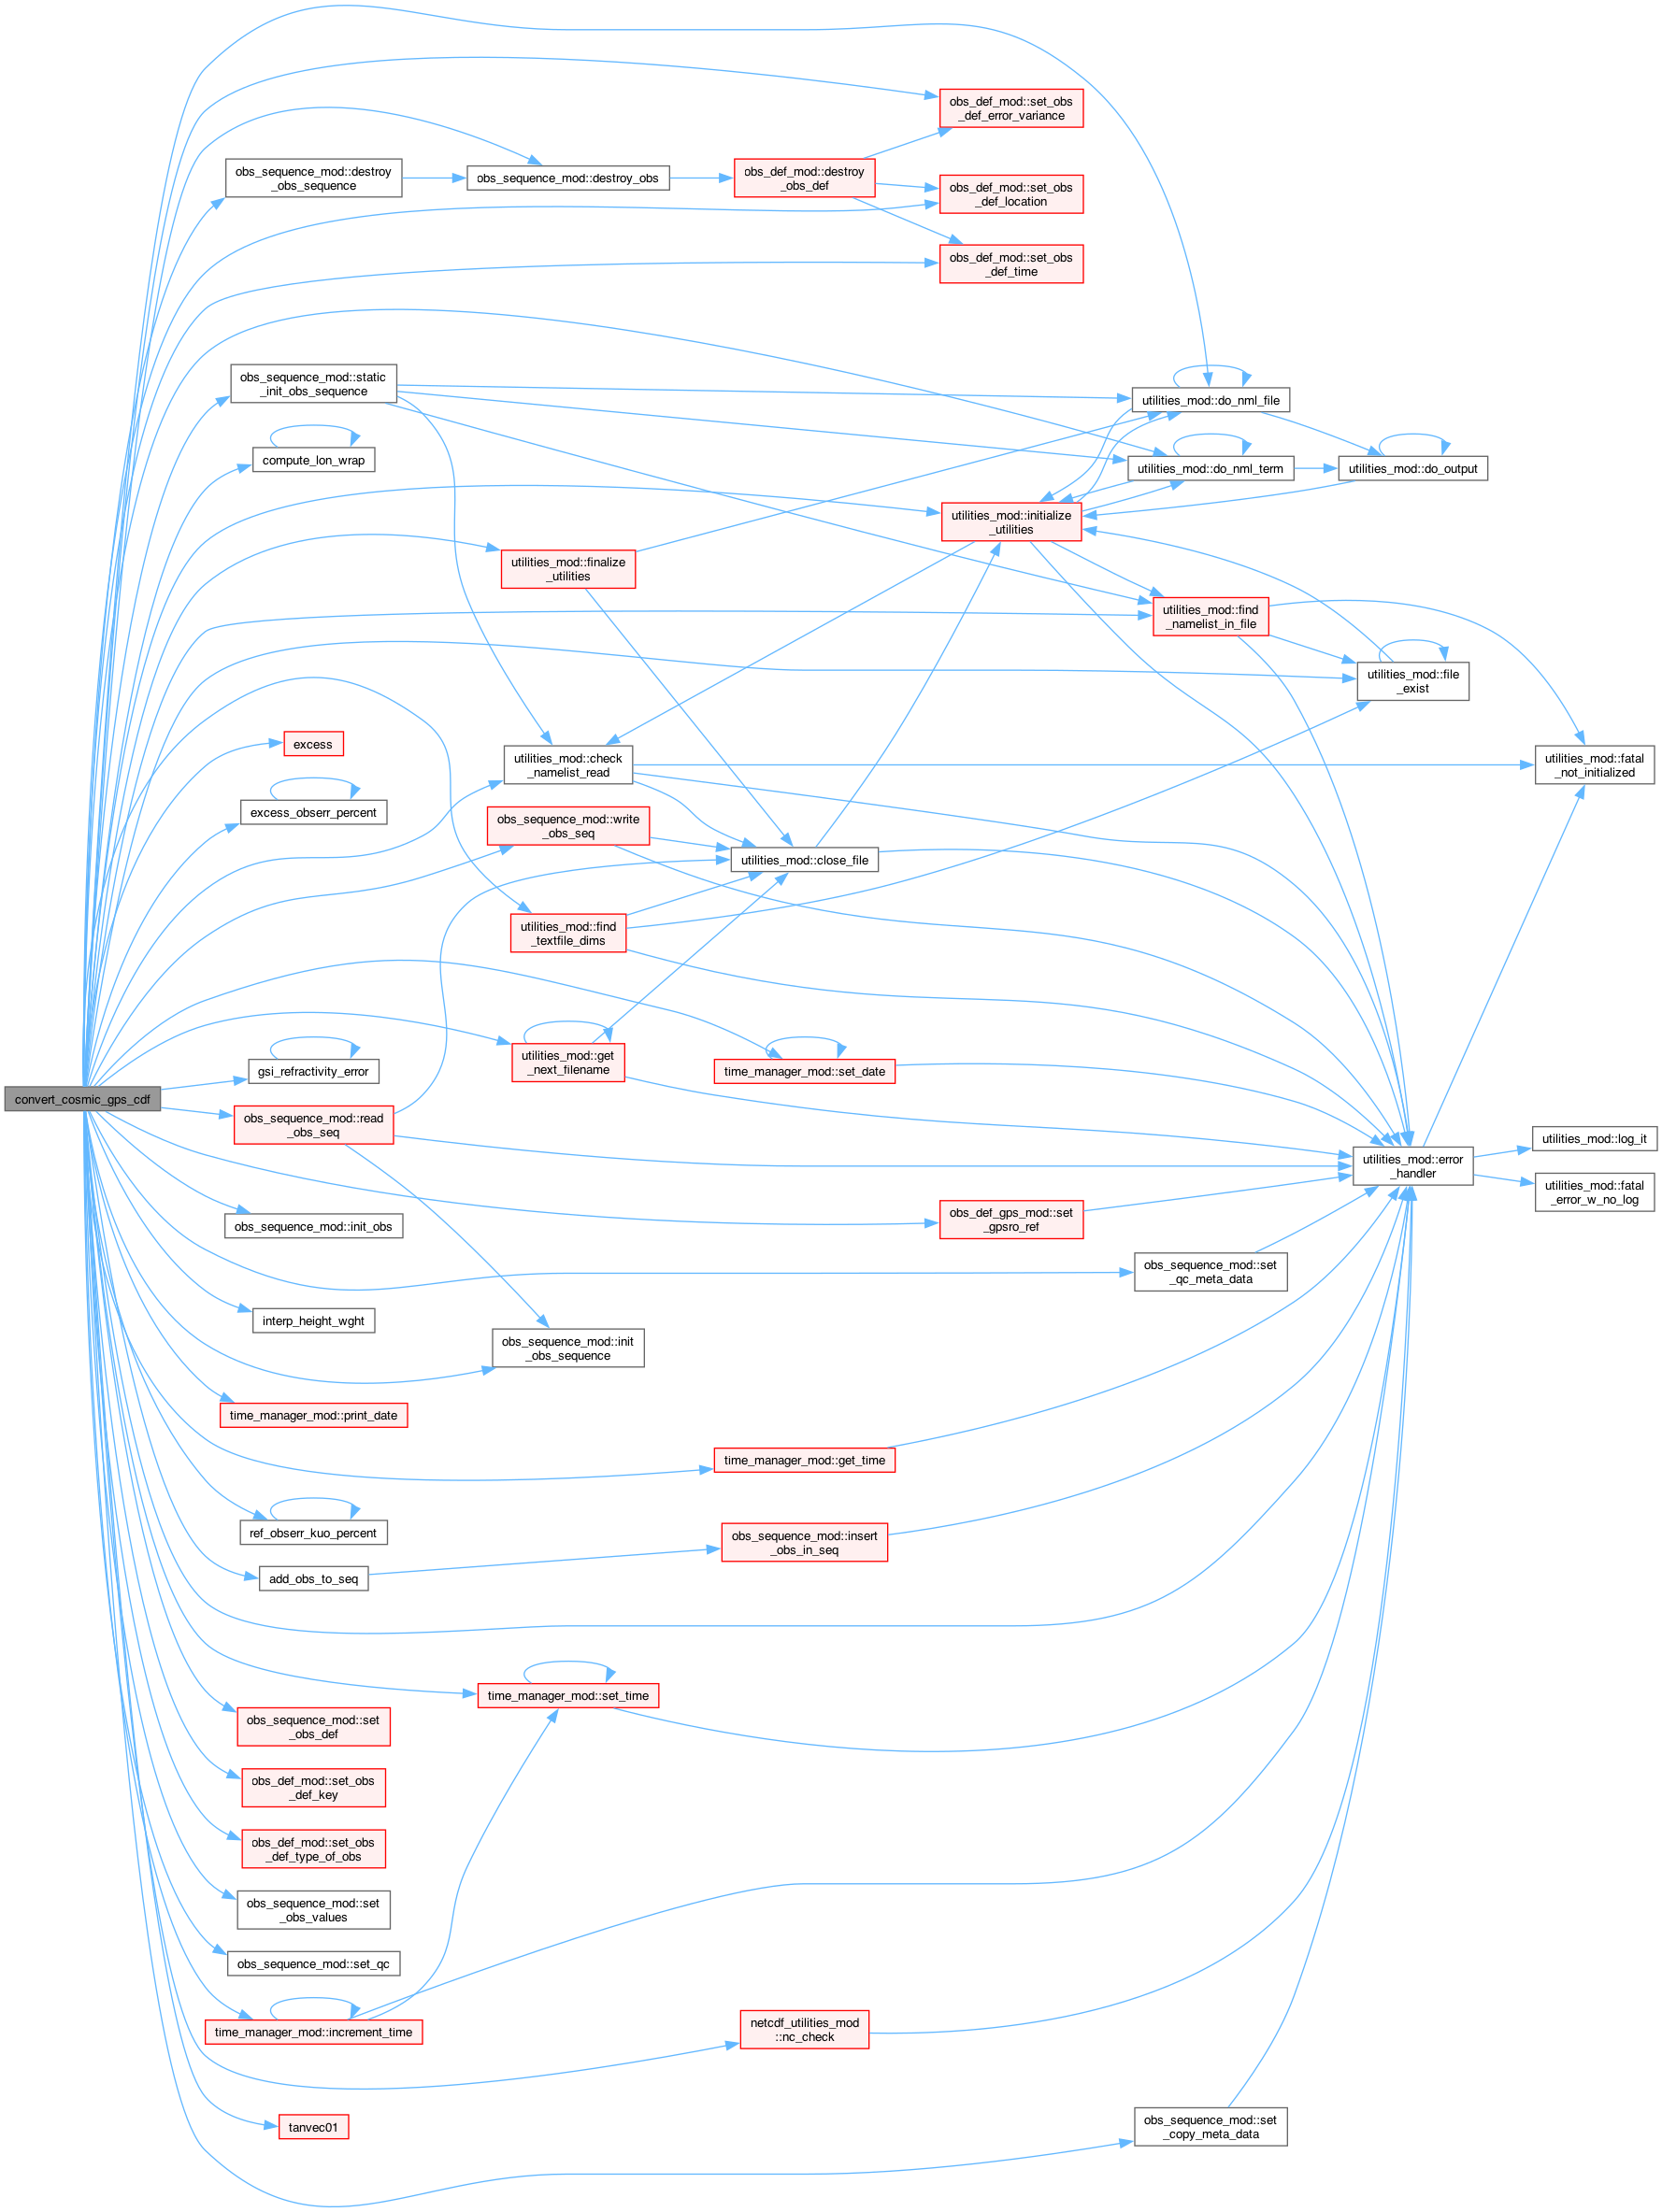 obs_def_mod::set_obs
_def_error_variance
obs_sequence_mod::destroy
_obs_sequence
obs_sequence_mod::destroy_obs
obs_def_mod::destroy
_obs_def
obs_def_mod::set_obs
_def_location
obs_def_mod::set_obs
_def_time
obs_sequence_mod::static
_init_obs_sequence
utilities_mod::do_nml_file
compute_lon_wrap
utilities_mod::do_nml_term
utilities_mod::do_output
utilities_mod::initialize
_utilities
utilities_mod::finalize
_utilities
utilities_mod::find
_namelist_in_file
utilities_mod::file
_exist
excess
utilities_mod::check
_namelist_read
utilities_mod::fatal
_not_initialized
excess_obserr_percent
obs_sequence_mod::write
_obs_seq
utilities_mod::close_file
utilities_mod::find
_textfile_dims
gsi_refractivity_error
utilities_mod::get
_next_filename
time_manager_mod::set_date
convert_cosmic_gps_cdf
obs_sequence_mod::read
_obs_seq
utilities_mod::error
_handler
utilities_mod::log_it
utilities_mod::fatal
_error_w_no_log
obs_sequence_mod::init_obs
obs_def_gps_mod::set
_gpsro_ref
obs_sequence_mod::set
_qc_meta_data
interp_height_wght
obs_sequence_mod::init
_obs_sequence
time_manager_mod::print_date
time_manager_mod::get_time
ref_obserr_kuo_percent
obs_sequence_mod::insert
_obs_in_seq
add_obs_to_seq
time_manager_mod::set_time
obs_sequence_mod::set
_obs_def
obs_def_mod::set_obs
_def_key
obs_def_mod::set_obs
_def_type_of_obs
obs_sequence_mod::set
_obs_values
obs_sequence_mod::set_qc
time_manager_mod::increment_time
netcdf_utilities_mod
::nc_check
tanvec01
obs_sequence_mod::set
_copy_meta_data